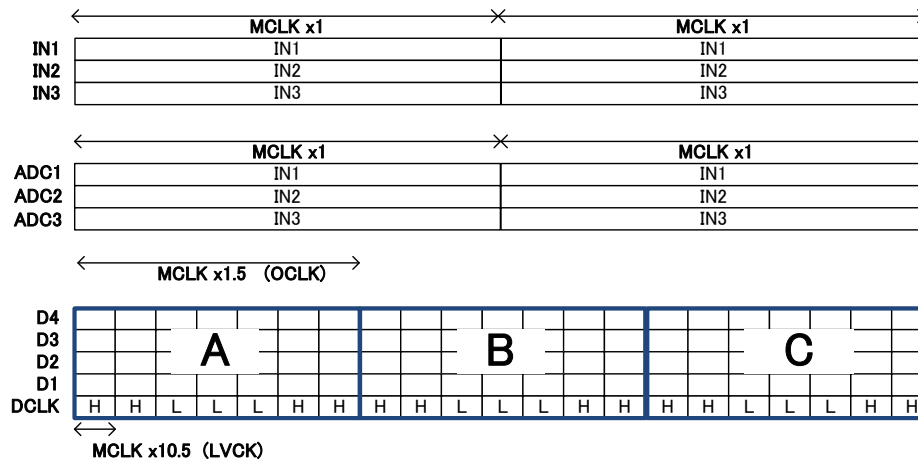 MCLK x1 MCLK x1
IN1 IN1 IN1
IN2 IN2 IN2
IN3 IN3 IN3
MCLK x1 MCLK x1
ADC1 IN1 IN1
ADC2 IN2 IN2
ADC3 IN3 IN3
MCLK x1.5 (OCLK)
D4
D3 A B C
D2
D1
DCLK H H L L L H H H H L L L H H H H L L L H H
MCLK x10.5 (LVCK)